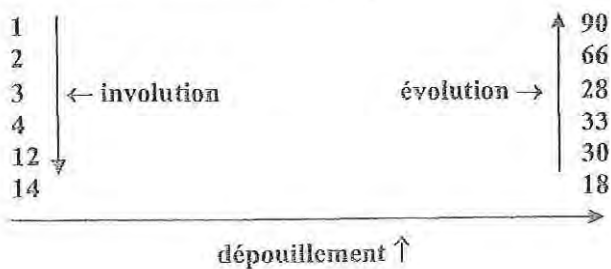 1 90
2 66
3 ← involution évolution → 28
4 33
12 30
14 18
dépouillement ↑